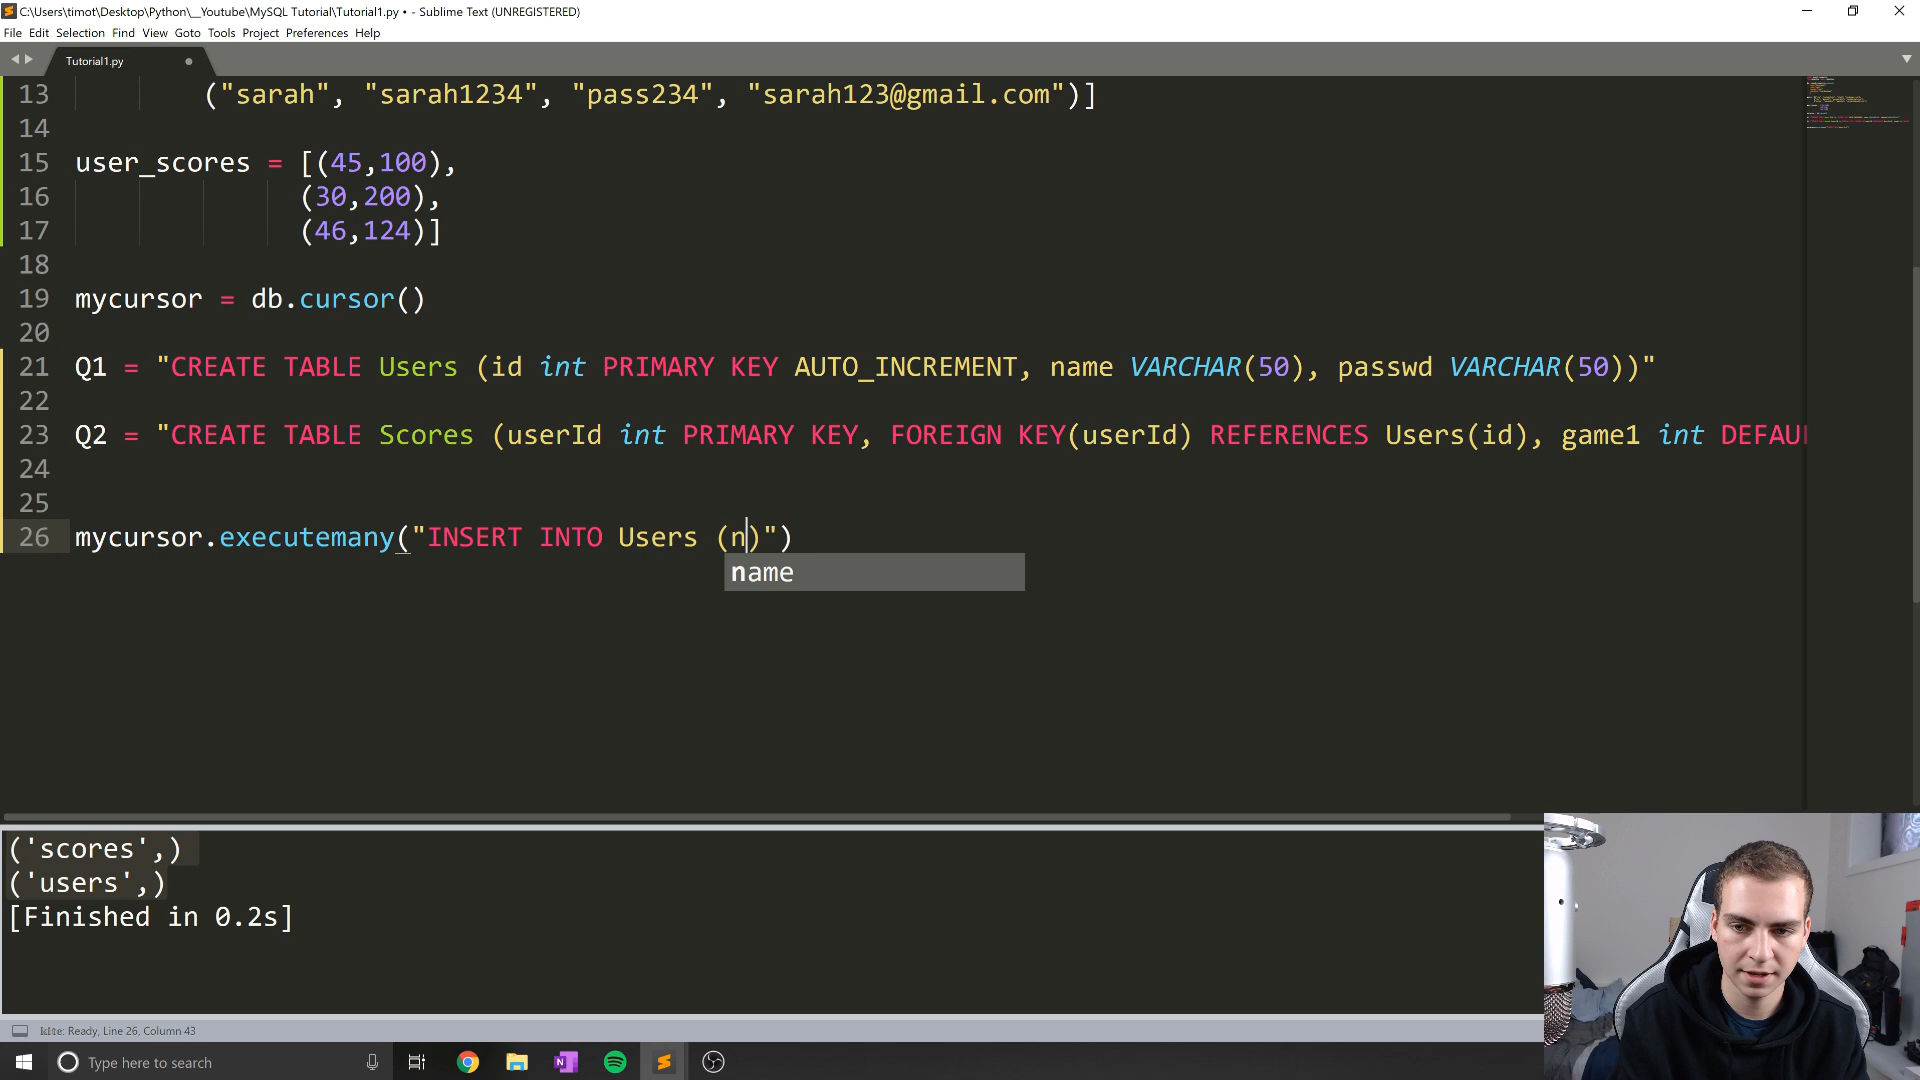 C:\Users\timot\Desktop\Python\__Youtube\MySQL Tutorial\Tutorial1.py • - Sublime Text (UNREGISTERED)
File Edit Selection Find View Goto Tools Project Preferences Help
Tutorial1.py
13 ("sarah", "sarah1234", "pass234", "sarah123@gmail.com")]
14
15 user_scores = [(45,100),
16 (30,200),
17 (46,124)]
18
19 mycursor = db.cursor()
20
21 Q1 = "CREATE TABLE Users (id int PRIMARY KEY AUTO_INCREMENT, name VARCHAR(50), passwd VARCHAR(50))"
22
23 Q2 = "CREATE TABLE Scores (userId int PRIMARY KEY, FOREIGN KEY(userId) REFERENCES Users(id), game1 int DEFAU
24
25
26 mycursor.executemany("INSERT INTO Users (n)")
name
('scores',)
('users',)
[Finished in 0.2s]
Ready, Line 26, Column 43
Type here to search